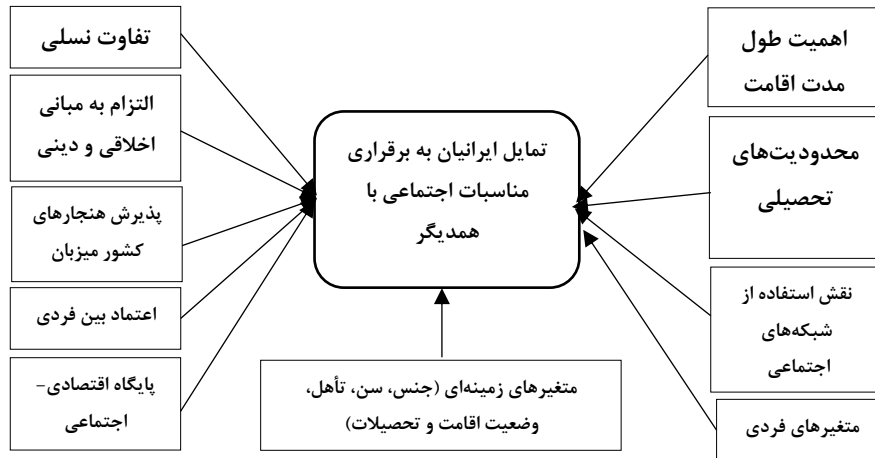 اهمیت طول
مدت اقامت
محدودیت‌های
تحصیلی
نقش استفاده از
شبکه‌های
اجتماعی
متغیرهای فردی
تمایل ایرانیان به برقراری
مناسبات اجتماعی با
همدیگر
متغیرهای زمینه‌ای (جنس، سن، تأهل،
وضعیت اقامت و تحصیلات)
تفاوت نسلی
التزام به مبانی
اخلاقی و دینی
پذیرش هنجارهای
کشور میزبان
اعتماد بین فردی
پایگاه اقتصادی-
اجتماعی